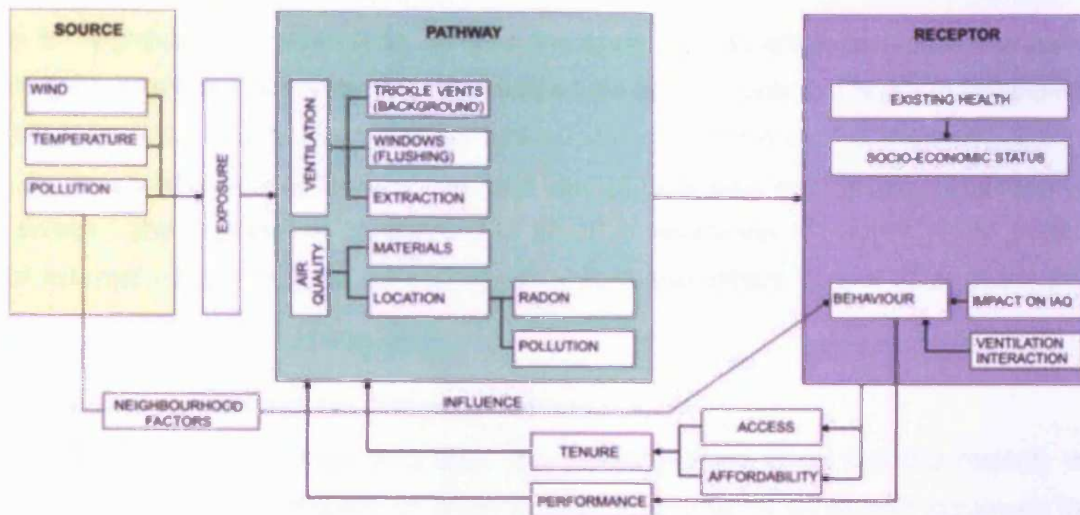 SOURCE
WIND
TEMPERATURE
POLLUTION
EXPOSURE
PATHWAY
VENTILATION
TRICKLE VENTS
(BACKGROUND)
WINDOWS
(FLUSHING)
EXTRACTION
AIR
QUALITY
MATERIALS
LOCATION
RADON
POLLUTION
RECEPTOR
EXISTING HEALTH
SOCIO-ECONOMIC STATUS
BEHAVIOUR
IMPACT ON IAQ
VENTILATION
INTERACTION
NEIGHBOURHOOD
FACTORS
INFLUENCE
ACCESS
TENURE
AFFORDABILITY
PERFORMANCE